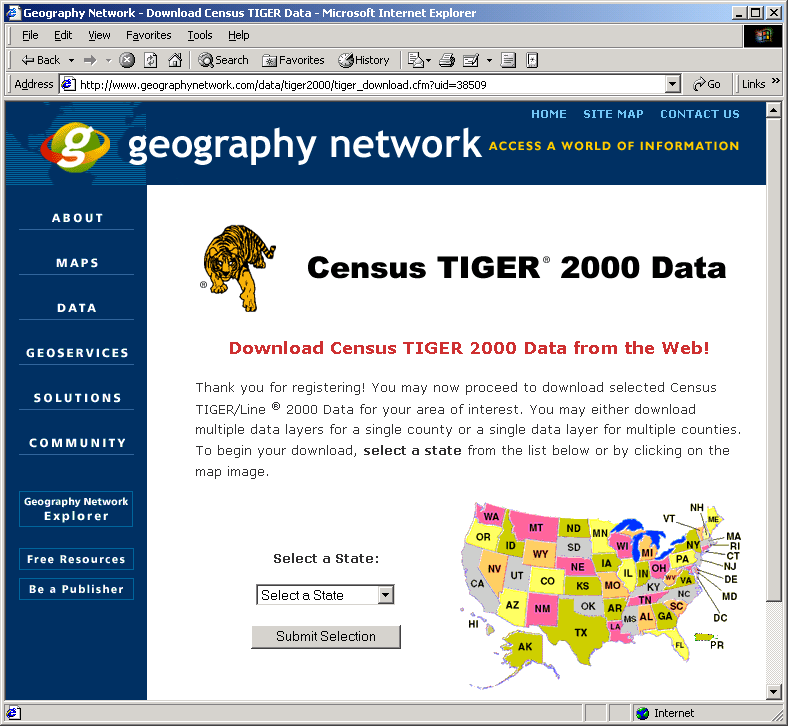 Geography Network - Download Census TIGER Data - Microsoft Internet Explorer
File Edit View Favorites Tools Help
Back Search Favorites History
Address http://www.geographynetwork.com/data/tiger2000/tiger_download.cfm?uid=38509 Go Links »
HOME SITE MAP CONTACT US
g geography network ACCESS A WORLD OF INFORMATION
ABOUT
MAPS
DATA
GEOSERVICES
SOLUTIONS
COMMUNITY
Geography Network
Explorer
Free Resources
Be a Publisher
®
Census TIGER® 2000 Data
Download Census TIGER 2000 Data from the Web!
Thank you for registering! You may now proceed to download selected Census
TIGER/Line ® 2000 Data for your area of interest. You may either download
multiple data layers for a single county or a single data layer for multiple counties.
To begin your download, select a state from the list below or by clicking on the
map image.
Select a State:
Select a State
Submit Selection
NH
VT ME
WA MT ND MN
OR ID SD WI MI NY MA
RI
WY IA PA CT
NV NE IL IN OH NJ
CA UT CO KS MO WV VA DE
KY MD
AZ NM OK AR TN NC
SC DC
HI TX LA MS AL GA
AK FL PR
Internet